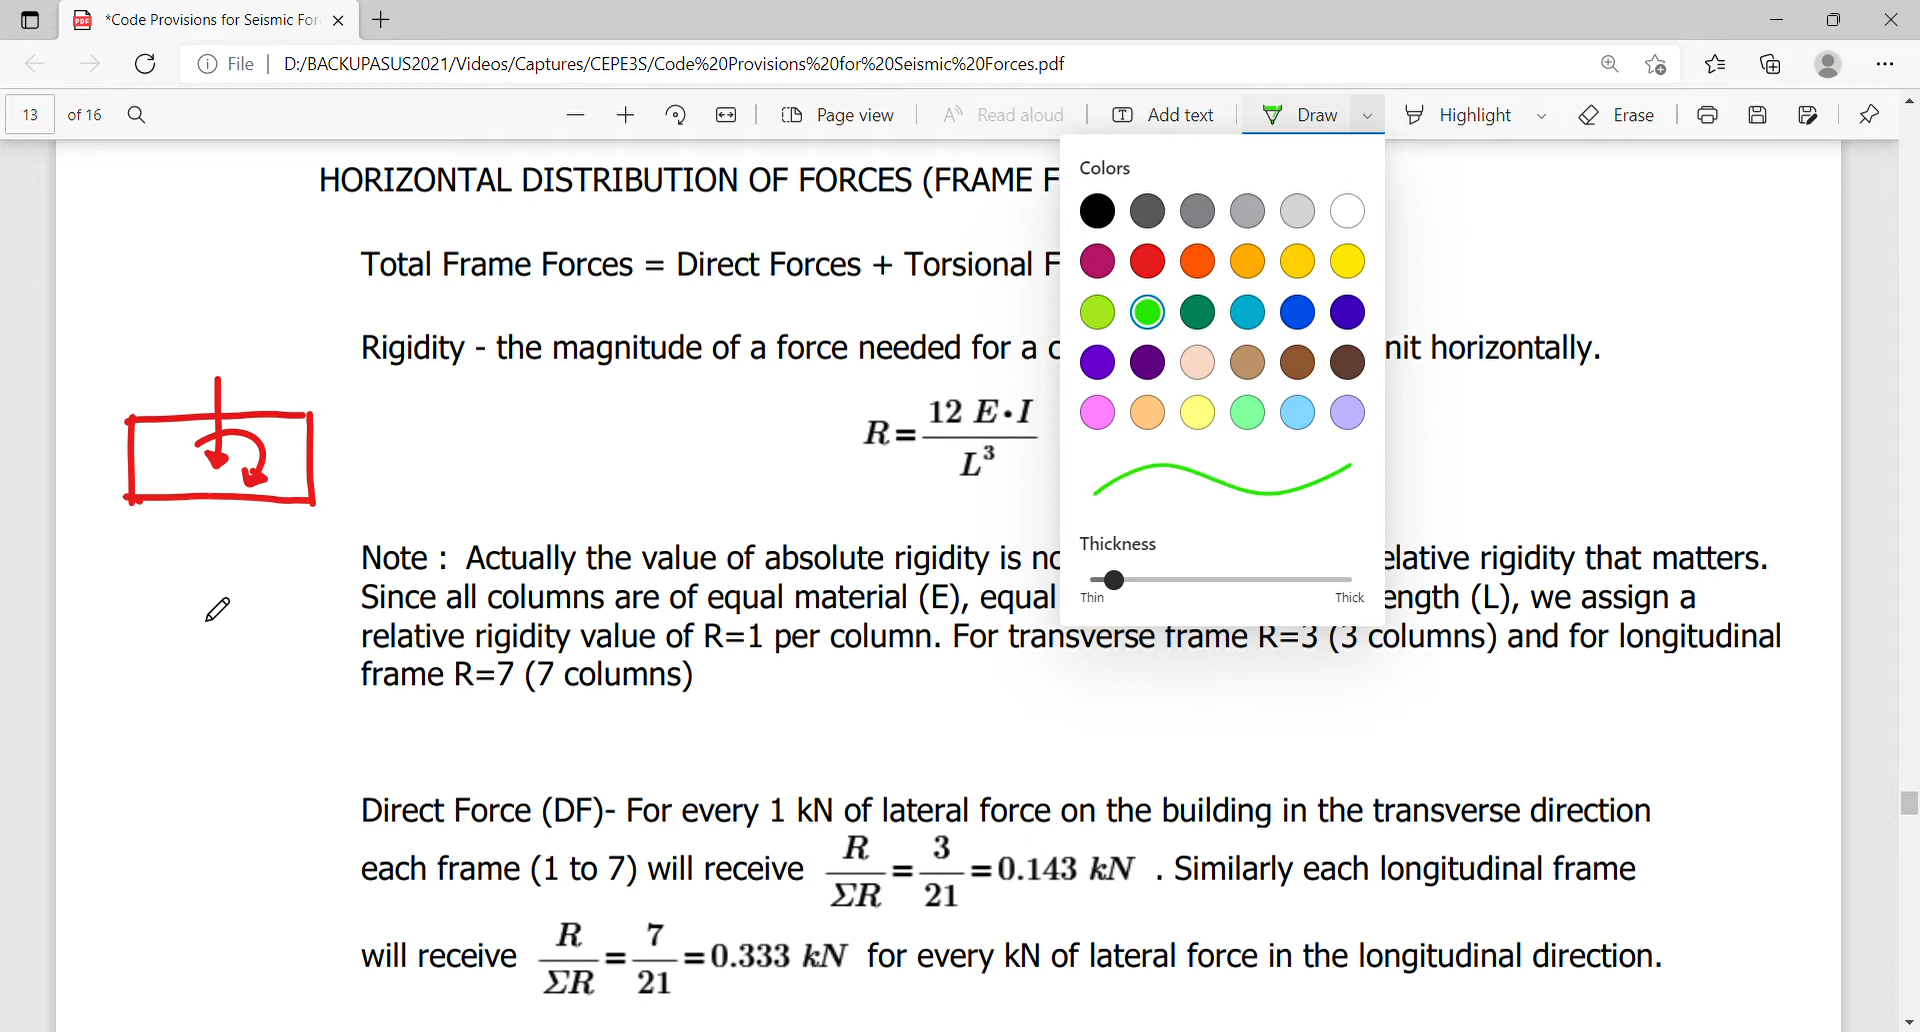 *Code Provisions for Seismic For
File
D:/BACKUPASUS2021/Videos/Captures/CEPE3S/Code%20Provisions%20for%20Seismic%20Forces.pdf
13 of 16
Page view
Read aloud
Add text
Draw
Highlight
Erase
HORIZONTAL DISTRIBUTION OF FORCES (FRAME F
Total Frame Forces = Direct Forces + Torsional F
Rigidity - the magnitude of a force needed for a c nit horizontally.
R = 12 E·I / L³
Note : Actually the value of absolute rigidity is no elative rigidity that matters.
Since all columns are of equal material (E), equal ength (L), we assign a
relative rigidity value of R=1 per column. For transverse frame R=3 (3 columns) and for longitudinal
frame R=7 (7 columns)
Direct Force (DF)- For every 1 kN of lateral force on the building in the transverse direction
each frame (1 to 7) will receive R/ΣR = 3/21 = 0.143 kN . Similarly each longitudinal frame
will receive R/ΣR = 7/21 = 0.333 kN for every kN of lateral force in the longitudinal direction.
Colors
Thickness
Thin Thick